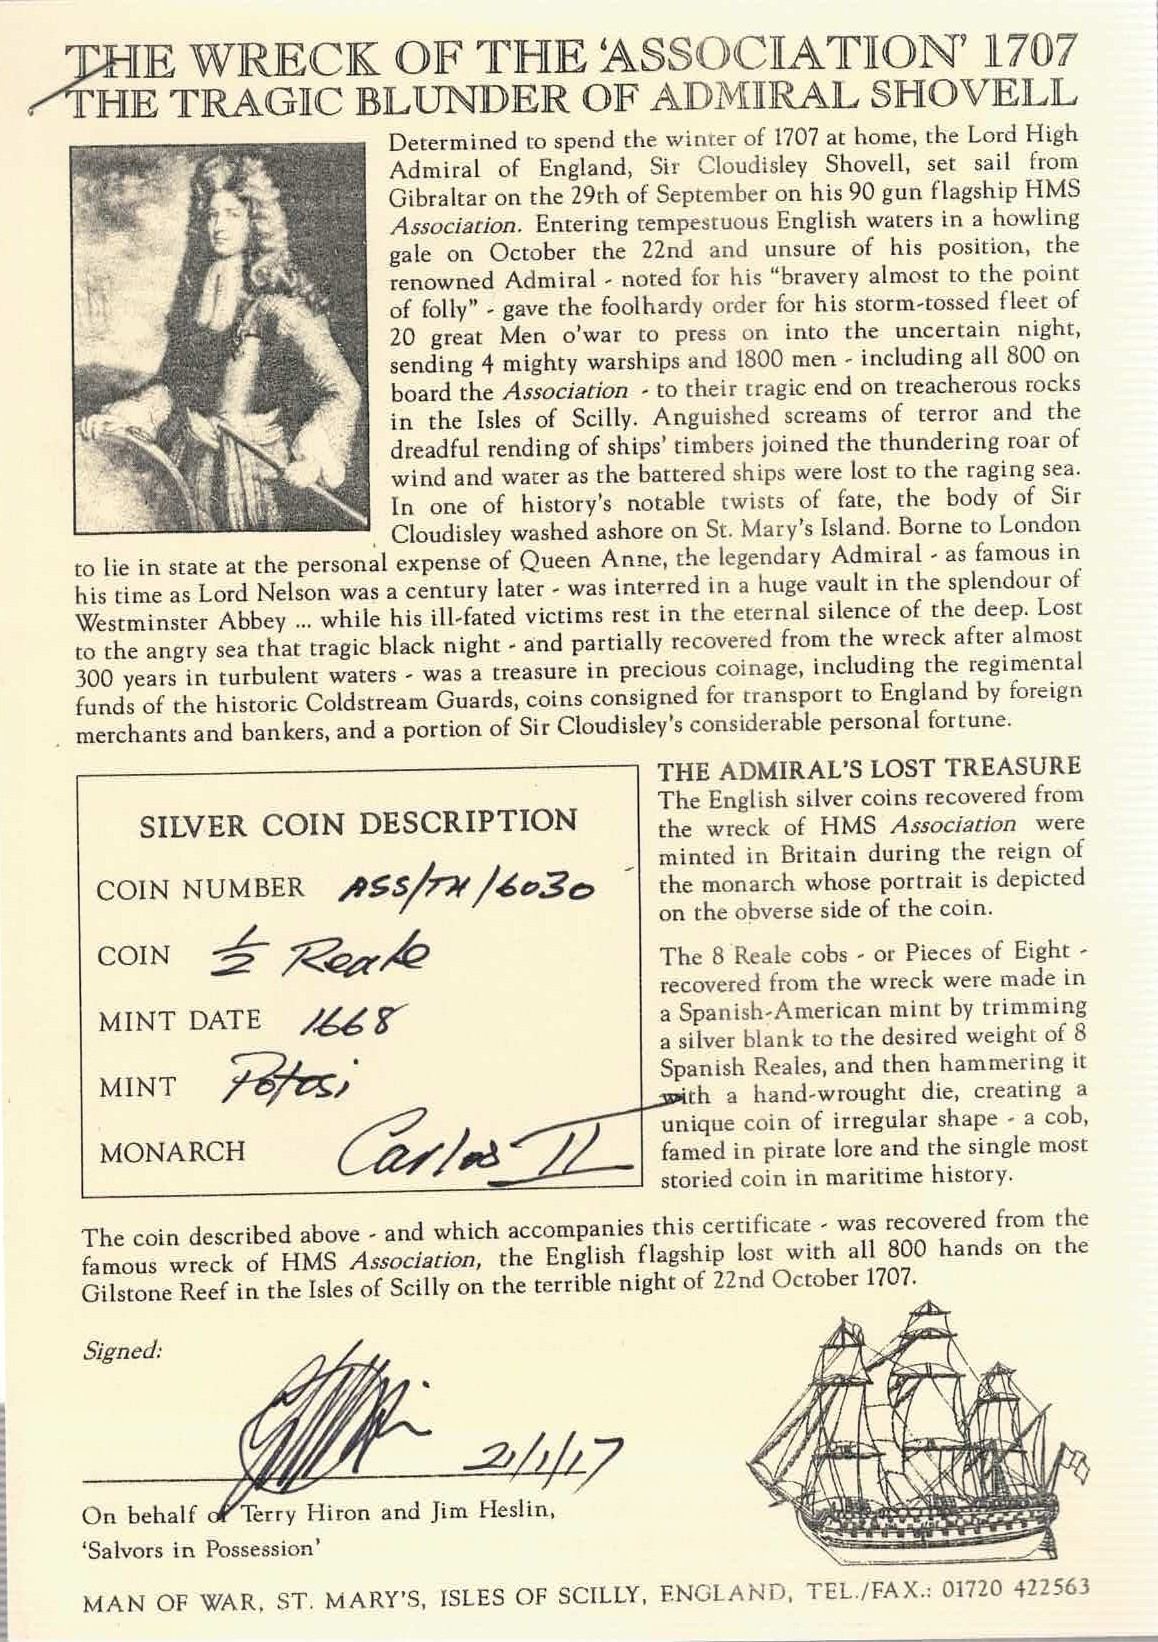 THE WRECK OF THE 'ASSOCIATION' 1707
THE TRAGIC BLUNDER OF ADMIRAL SHOVELL
Determined to spend the winter of 1707 at home, the Lord High
Admiral of England, Sir Cloudisley Shovell, set sail from
Gibraltar on the 29th of September on his 90 gun flagship HMS
Association. Entering tempestuous English waters in a howling
gale on October the 22nd and unsure of his position, the
renowned Admiral - noted for his "bravery almost to the point
of folly" - gave the foolhardy order for his storm-tossed fleet of
20 great Men o'war to press on into the uncertain night,
sending 4 mighty warships and 1800 men - including all 800 on
board the Association - to their tragic end on treacherous rocks
in the Isles of Scilly. Anguished screams of terror and the
dreadful rending of ships' timbers joined the thundering roar of
wind and water as the battered ships were lost to the raging sea.
In one of history's notable twists of fate, the body of Sir
Cloudisley washed ashore on St. Mary's Island. Borne to London
to lie in state at the personal expense of Queen Anne, the legendary Admiral - as famous in
his time as Lord Nelson was a century later - was interred in a huge vault in the splendour of
Westminster Abbey ... while his ill-fated victims rest in the eternal silence of the deep. Lost
to the angry sea that tragic black night - and partially recovered from the wreck after almost
300 years in turbulent waters - was a treasure in precious coinage, including the regimental
funds of the historic Coldstream Guards, coins consigned for transport to England by foreign
merchants and bankers, and a portion of Sir Cloudisley's considerable personal fortune.
SILVER COIN DESCRIPTION
COIN NUMBER ASS/TH/6030
COIN ½ Reale
MINT DATE 1668
MINT Potosi
MONARCH Carlos II
THE ADMIRAL'S LOST TREASURE
The English silver coins recovered from
the wreck of HMS Association were
minted in Britain during the reign of
the monarch whose portrait is depicted
on the obverse side of the coin.
The 8 Reale cobs - or Pieces of Eight -
recovered from the wreck were made in
a Spanish-American mint by trimming
a silver blank to the desired weight of 8
Spanish Reales, and then hammering it
with a hand-wrought die, creating a
unique coin of irregular shape - a cob,
famed in pirate lore and the single most
storied coin in maritime history.
The coin described above - and which accompanies this certificate - was recovered from the
famous wreck of HMS Association, the English flagship lost with all 800 hands on the
Gilstone Reef in the Isles of Scilly on the terrible night of 22nd October 1707.
Signed:
21/1/17
On behalf of Terry Hiron and Jim Heslin,
'Salvors in Possession'
MAN OF WAR, ST. MARY'S, ISLES OF SCILLY, ENGLAND, TEL./FAX.: 01720 422563